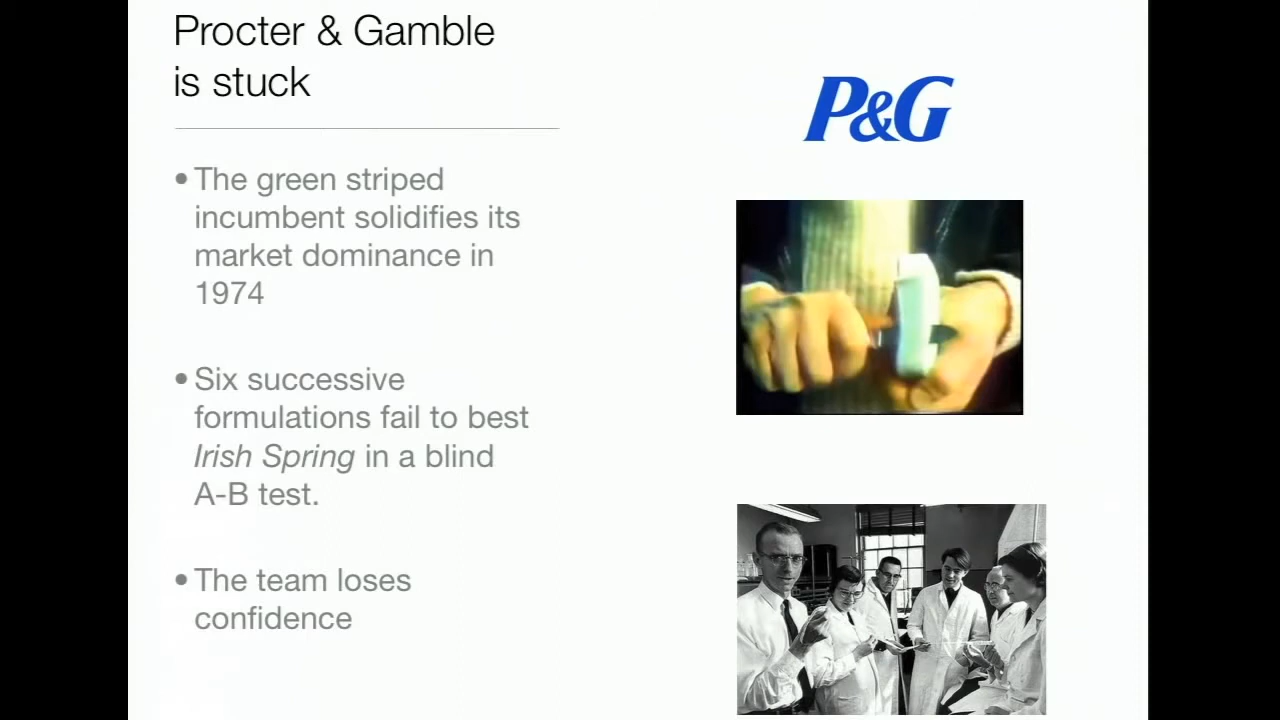 Procter & Gamble
is stuck
P&G
•The green striped
incumbent solidifies its
market dominance in
1974
•Six successive
formulations fail to best
Irish Spring in a blind
A-B test.
•The team loses
confidence